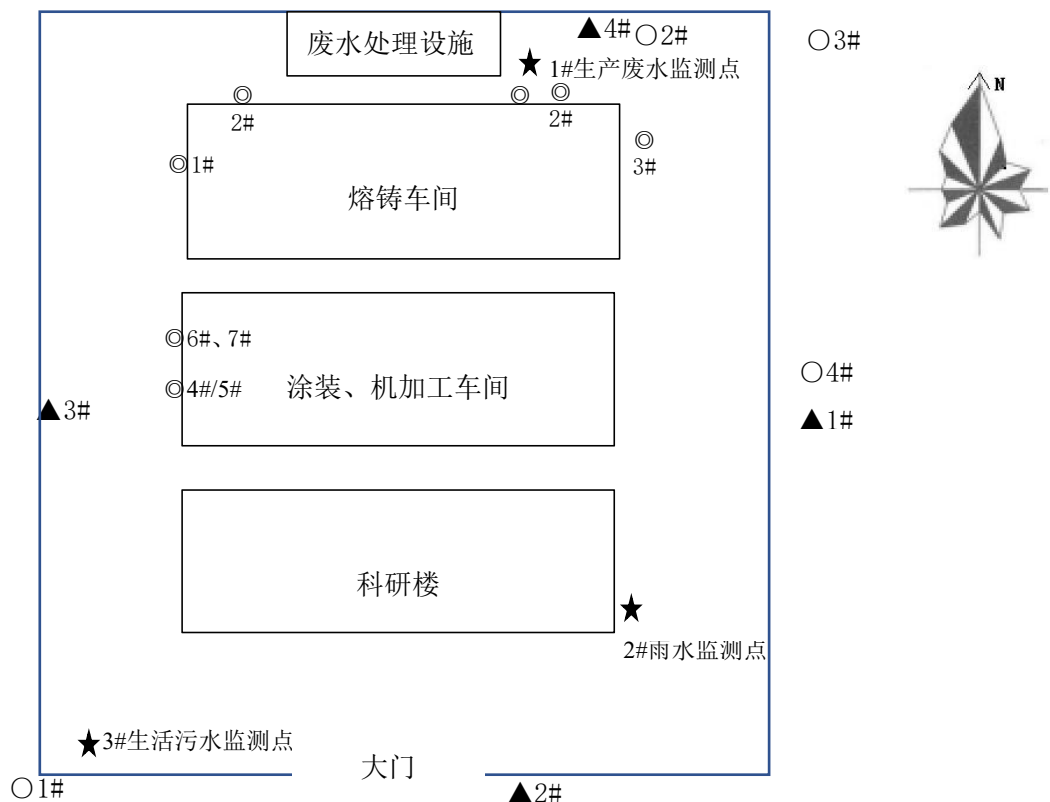 废水处理设施
▲4#
○2#
○3#
★
1#生产废水监测点
N
◎
2#
◎
◎
2#
◎
3#
◎1#
熔铸车间
◎6#、7#
◎4#/5#
涂装、机加工车间
○4#
▲3#
▲1#
科研楼
★
2#雨水监测点
★3#生活污水监测点
大门
○1#
▲2#